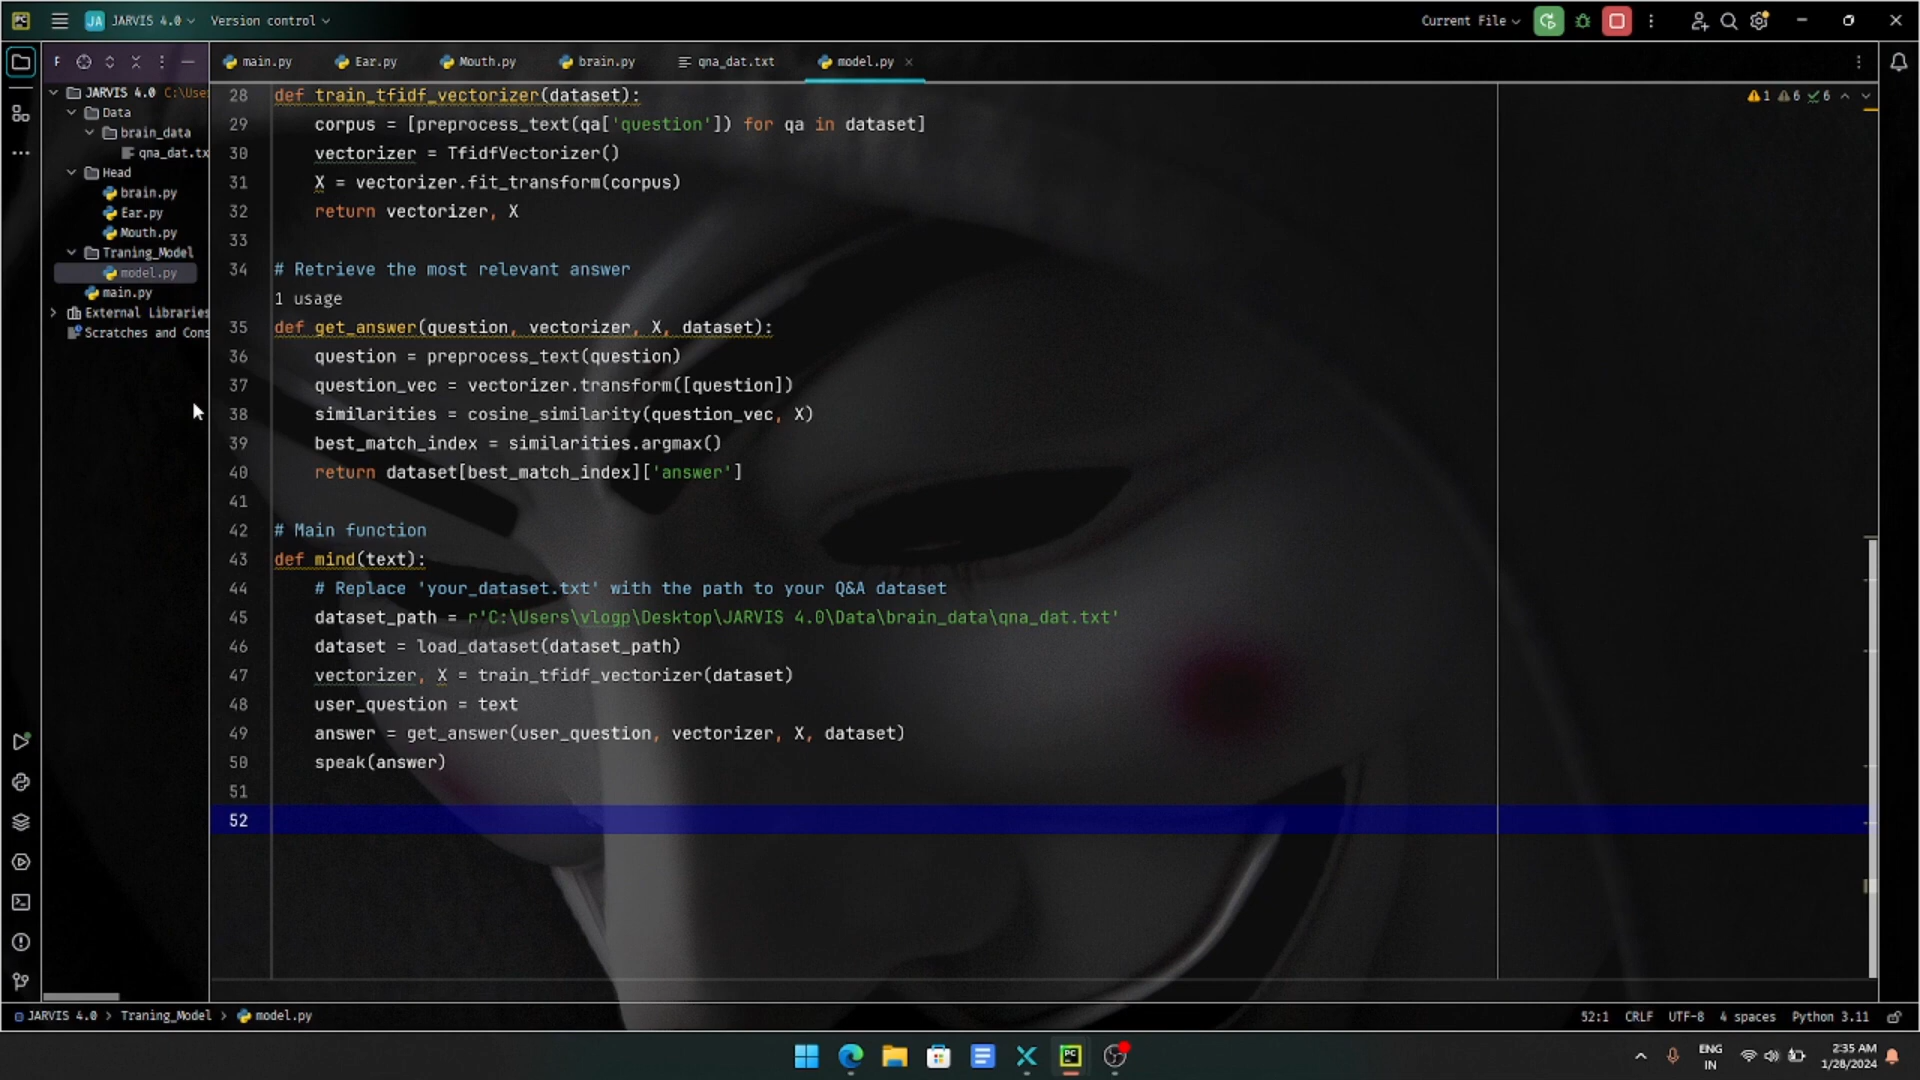 PC JA JARVIS 4.0 Version control Current File
F main.py Ear.py Mouth.py brain.py qna_dat.txt model.py
JARVIS 4.0 C:\Use
Data
brain_data
qna_dat.tx
Head
brain.py
Ear.py
Mouth.py
Traning_Model
model.py
main.py
External Libraries
Scratches and Cons
1 6 6
28 def train_tfidf_vectorizer(dataset):
29 corpus = [preprocess_text(qa['question']) for qa in dataset]
30 vectorizer = TfidfVectorizer()
31 X = vectorizer.fit_transform(corpus)
32 return vectorizer, X
33
34 # Retrieve the most relevant answer
1 usage
35 def get_answer(question, vectorizer, X, dataset):
36 question = preprocess_text(question)
37 question_vec = vectorizer.transform([question])
38 similarities = cosine_similarity(question_vec, X)
39 best_match_index = similarities.argmax()
40 return dataset[best_match_index]['answer']
41
42 # Main function
43 def mind(text):
44 # Replace 'your_dataset.txt' with the path to your Q&A dataset
45 dataset_path = r'C:\Users\vlogp\Desktop\JARVIS 4.0\Data\brain_data\qna_dat.txt'
46 dataset = load_dataset(dataset_path)
47 vectorizer, X = train_tfidf_vectorizer(dataset)
48 user_question = text
49 answer = get_answer(user_question, vectorizer, X, dataset)
50 speak(answer)
51
52
JARVIS 4.0 > Traning_Model > model.py 52:1 CRLF UTF-8 4 spaces Python 3.11
PC ENG 2:35 AM
IN 1/28/2024